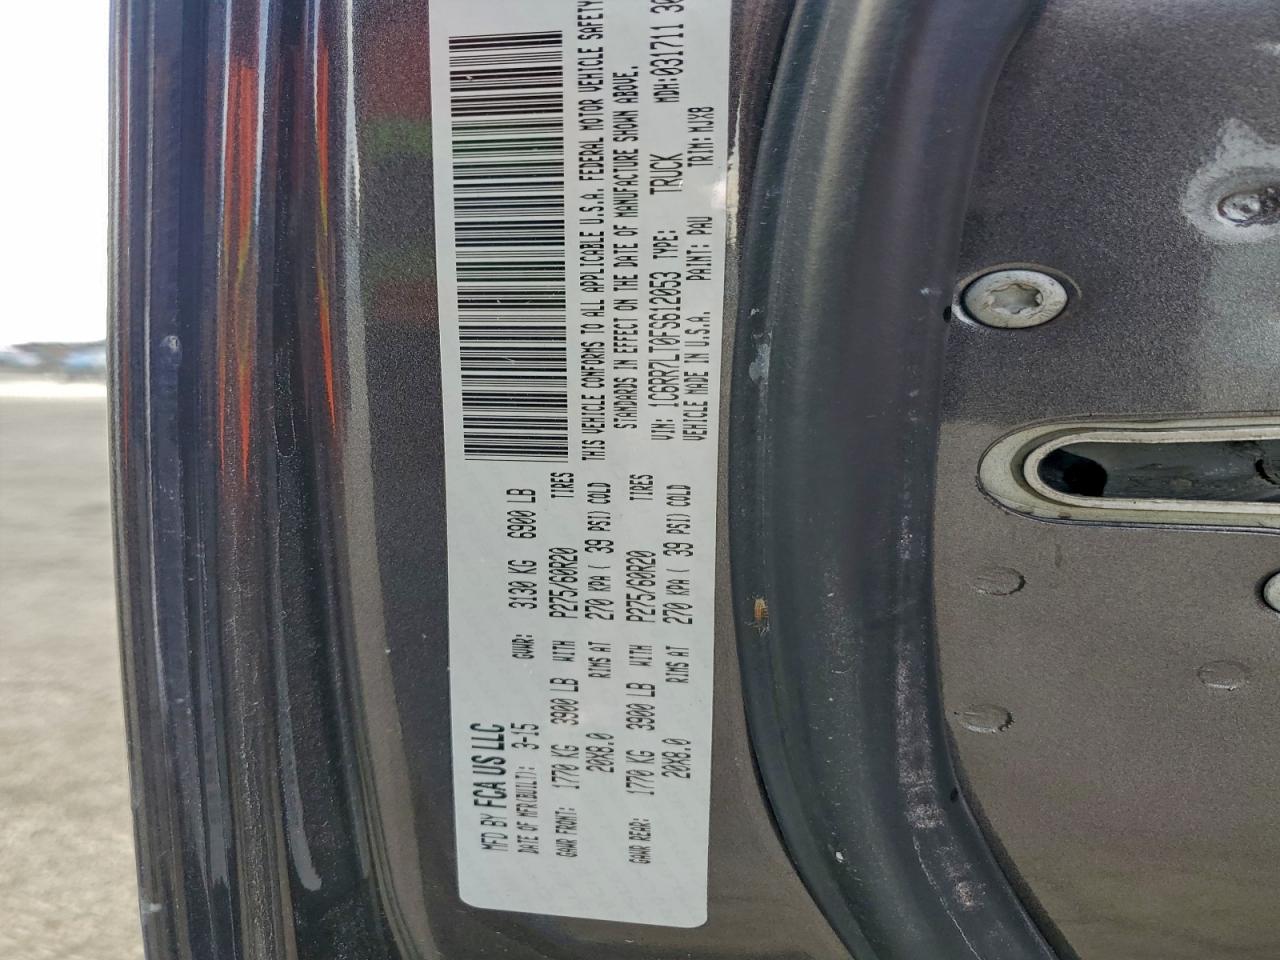 MFD BY FCA US LLC
DATE OF MFR(BUILT): 3-15 GVWR: 3130 KG 6900 LB
GAWR FRONT: 1770 KG 3900 LB WITH P275/60R20 TIRES
20X8.0 RIMS AT 270 KPA ( 39 PSI) COLD
GAWR REAR: 1770 KG 3900 LB WITH P275/60R20 TIRES
20X8.0 RIMS AT 270 KPA ( 39 PSI) COLD
THIS VEHICLE CONFORMS TO ALL APPLICABLE U.S.A. FEDERAL MOTOR VEHICLE SAFETY
STANDARDS IN EFFECT ON THE DATE OF MANUFACTURE SHOWN ABOVE.
VIN: 1C6RR7LT0FS612053 TYPE: TRUCK MDH:031711 30
VEHICLE MADE IN U.S.A. PAINT: PAU TRIM: MJX8